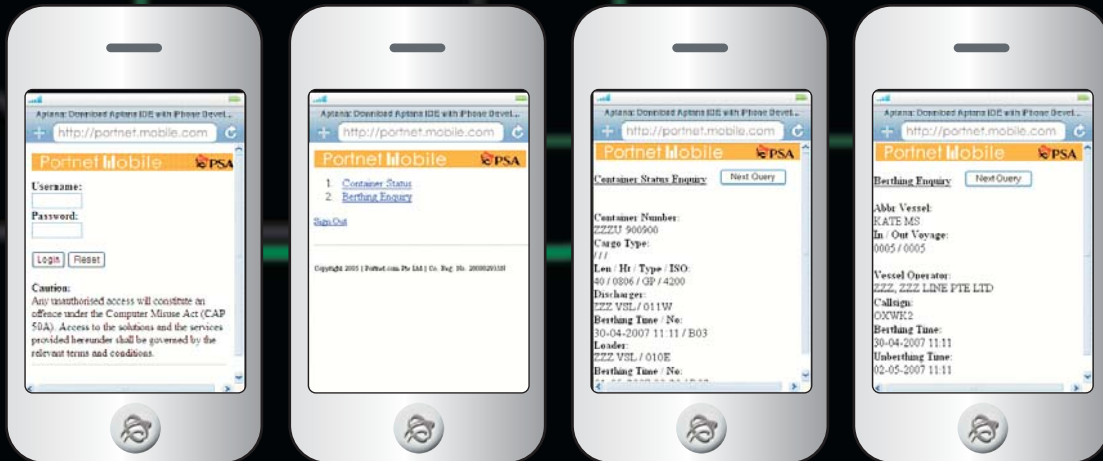 Aptana: Download Aptana IDE with iPhone Devel...
http://portnet.mobile.com
Portnet Mobile PSA
Username:
Password:
Login Reset
Caution:
Any unauthorised access will constitute an
offence under the Computer Misuse Act (CAP
50A). Access to the solutions and the services
provided hereunder shall be governed by the
relevant terms and conditions.
Aptana: Download Aptana IDE with iPhone Devel...
http://portnet.mobile.com
Portnet Mobile PSA
1. Container Status
2. Berthing Enquiry
Sign Out
Copyright 2005 | Portnet.com Pte Ltd | Co. Reg. No.
Aptana: Download Aptana IDE with iPhone Devel...
http://portnet.mobile.com
Portnet Mobile PSA
Container Status Enquiry Next Query
Container Number:
ZZZU 900900
Cargo Type:
///
Len / Ht / Type / ISO:
40 / 0806 / GP / 4200
Discharger:
ZZZ VSL / 011W
Berthing Time / No:
30-04-2007 11:11 / B03
Loader:
ZZZ VSL / 010E
Berthing Time / No:
Aptana: Download Aptana IDE with iPhone Devel...
http://portnet.mobile.com
Portnet Mobile PSA
Berthing Enquiry Next Query
Abbr Vessel:
KATE MS
In / Out Voyage:
0005 / 0005
Vessel Operator:
ZZZ, ZZZ LINE PTE LTD
Callsign:
OXWK2
Berthing Time:
30-04-2007 11:11
Unberthing Time:
02-05-2007 11:11